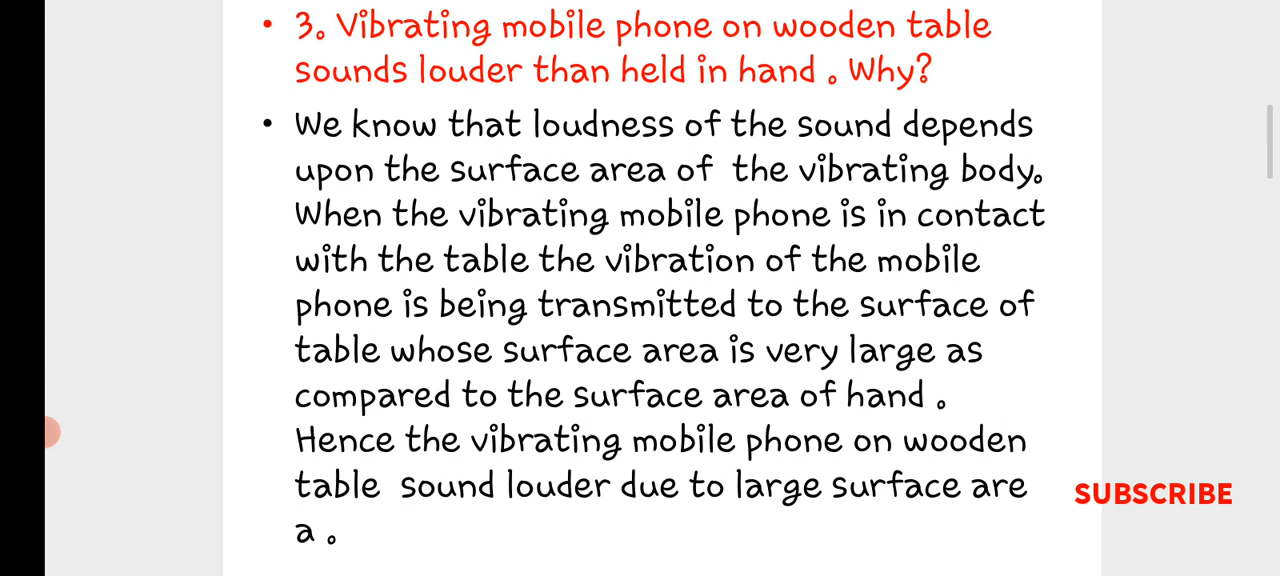 • 3. Vibrating mobile phone on wooden table
sounds louder than held in hand . Why?
• We know that loudness of the sound depends
upon the surface area of the vibrating body.
When the vibrating mobile phone is in contact
with the table the vibration of the mobile
phone is being transmitted to the surface of
table whose surface area is very large as
compared to the surface area of hand .
Hence the vibrating mobile phone on wooden
table sound louder due to large surface are
a .
SUBSCRIBE